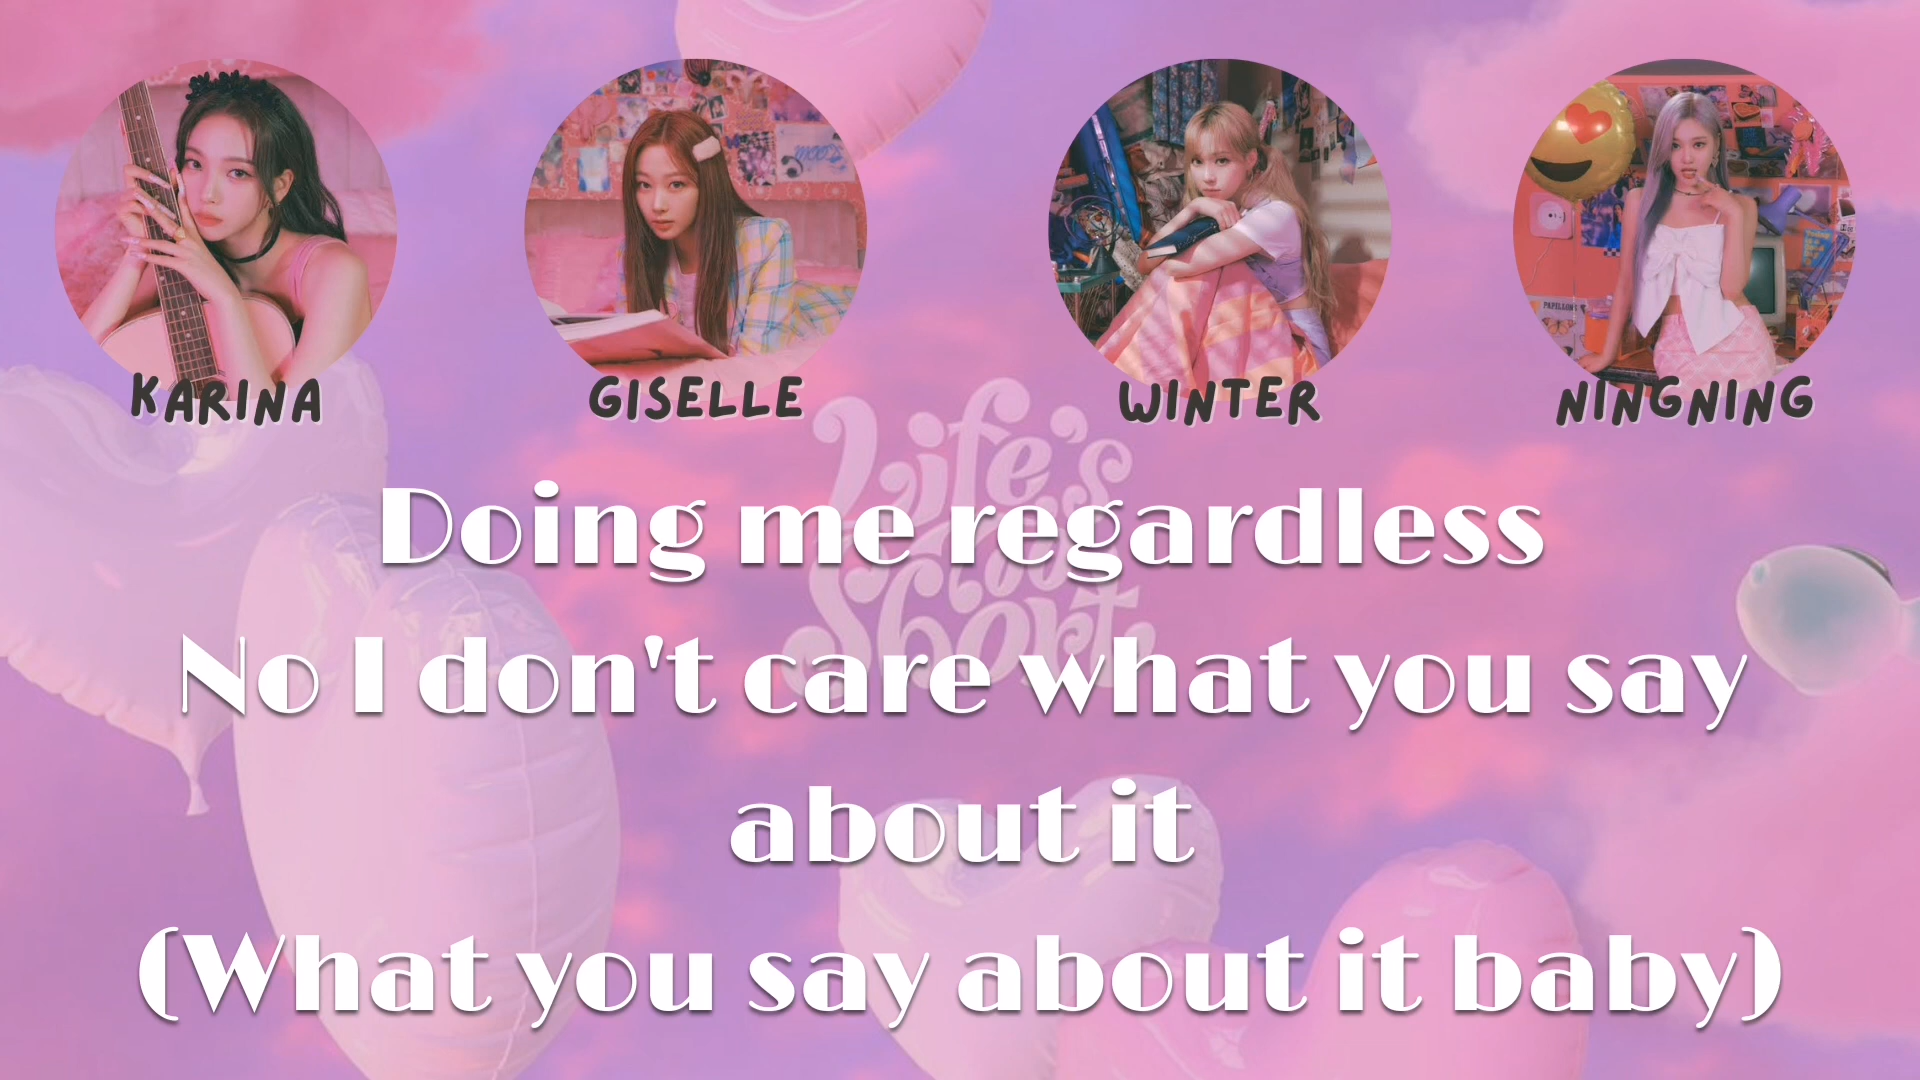 KARINA
GISELLE
WINTER
NINGNING
Life's
Too
Short
Doing me regardless
No I don't care what you say
about it
(What you say about it baby)